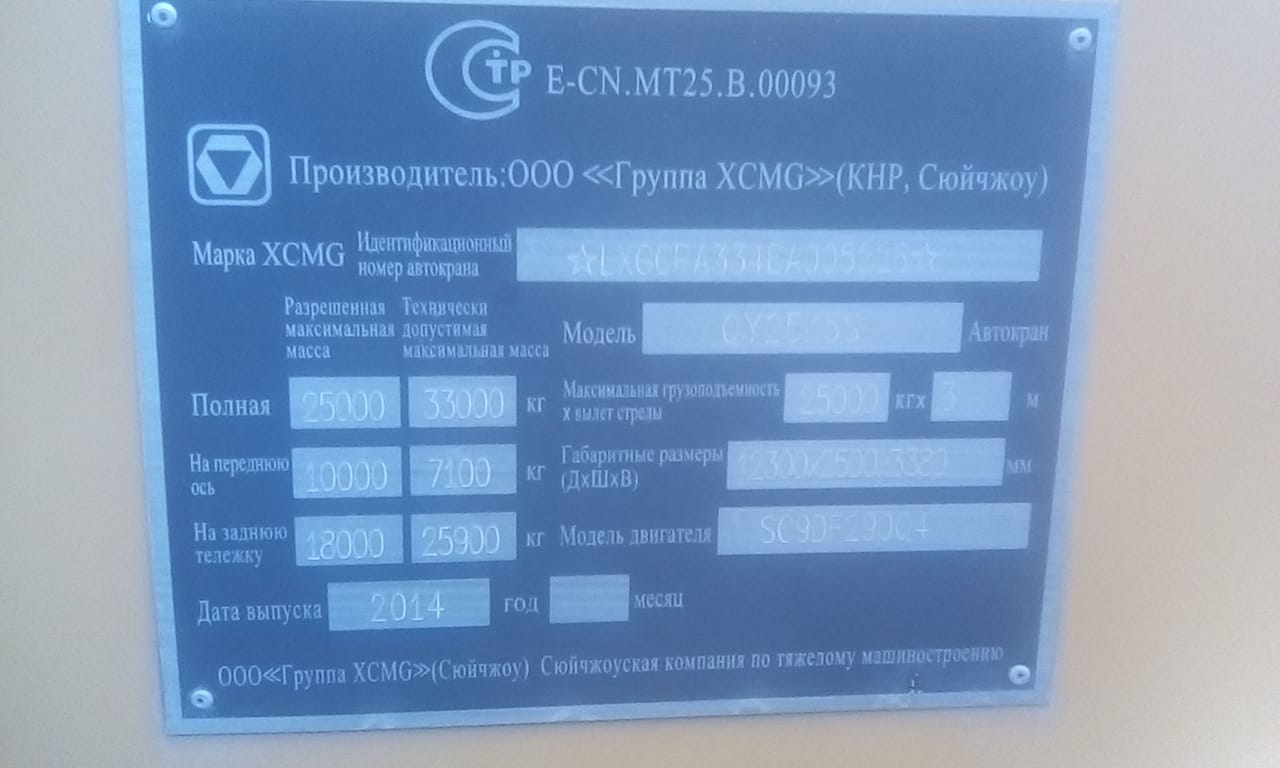 СТР E-CN.MT25.B.00093
Производитель:ООО «Группа XCMG»(КНР, Сюйчжоу)
Марка XCMG Идентификационный номер автокрана
Разрешенная максимальная масса Технически допустимая максимальная масса
Модель Автокран
Полная 25000 33000 кг
Максимальная грузоподъемность х вылет стрелы 25000 кгх 3 м
На переднюю ось 10000 7100 кг
Габаритные размеры (ДхШхВ) мм
На заднюю тележку 18000 25900 кг
Модель двигателя
Дата выпуска 2014 год месяц
ООО«Группа XCMG»(Сюйчжоу) Сюйчжоуская компания по тяжелому машиностроению